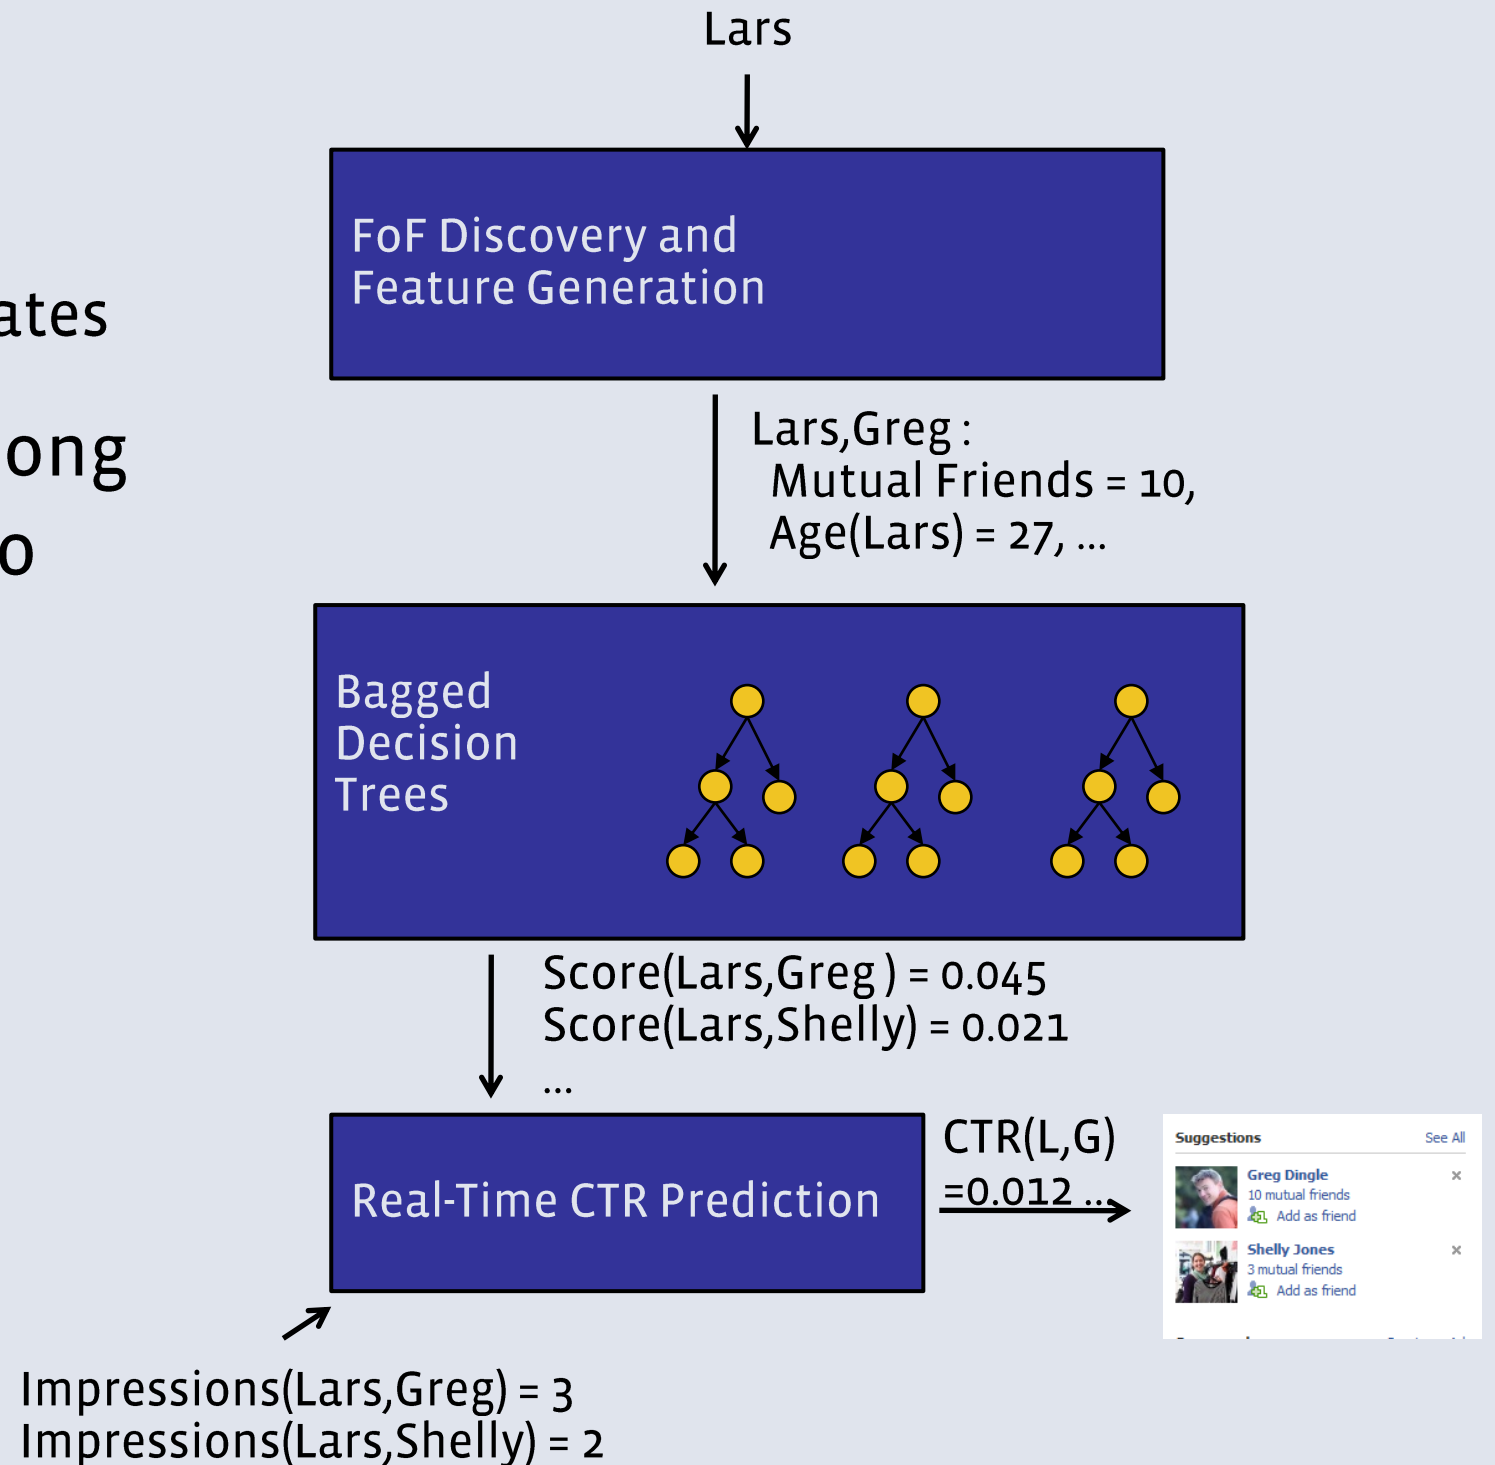 Lars
FoF Discovery and
Feature Generation
ates
ong
o
Lars,Greg :
Mutual Friends = 10,
Age(Lars) = 27, ...
Bagged
Decision
Trees
Score(Lars,Greg ) = 0.045
Score(Lars,Shelly) = 0.021
...
Real-Time CTR Prediction
CTR(L,G)
=0.012 ...
Suggestions See All
Greg Dingle
10 mutual friends
Add as friend
Shelly Jones
3 mutual friends
Add as friend
Impressions(Lars,Greg) = 3
Impressions(Lars,Shelly) = 2